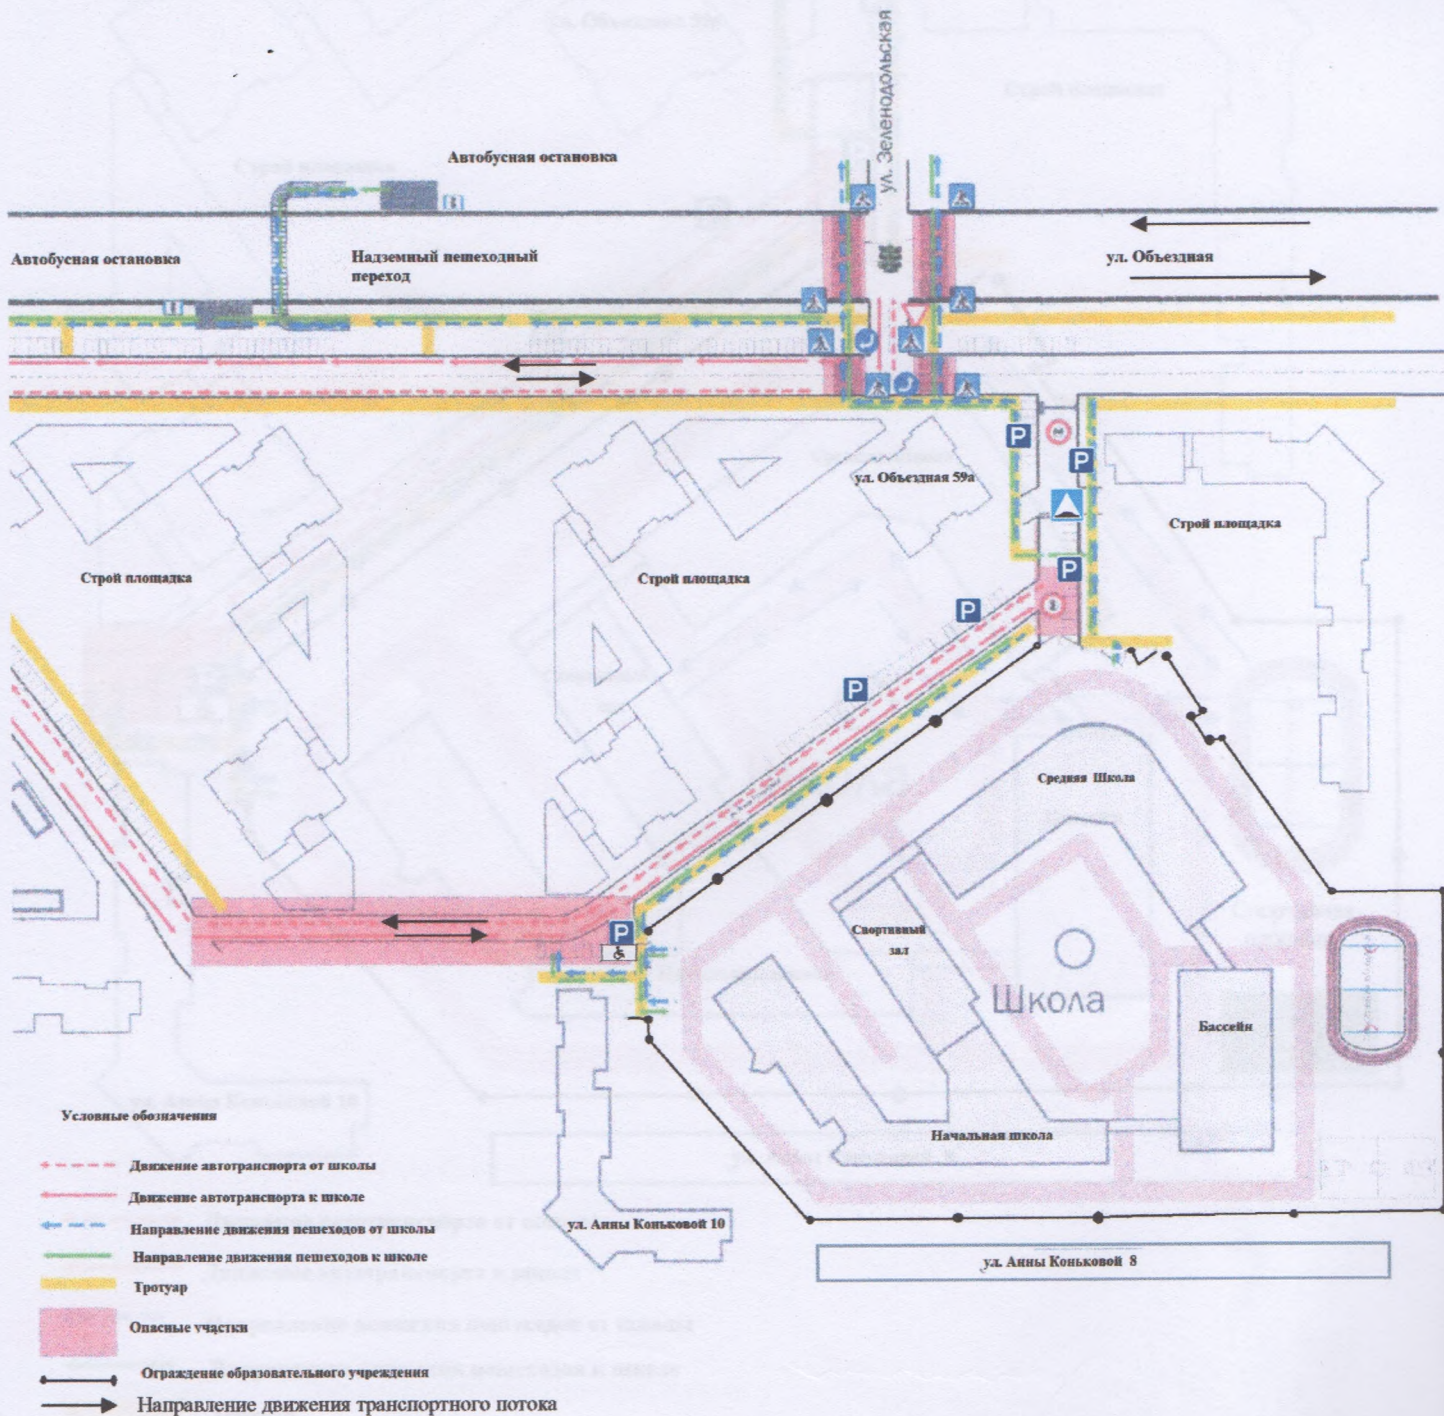 ул. Зеленодольская
Автобусная остановка
Автобусная остановка
Надземный пешеходный
переход
ул. Объездная
P
P
ул. Объездная 59а
Строй площадка
Строй площадка
Строй площадка
P
P
P
Средняя Школа
Спортивный
зал
P
Школа
Бассейн
Начальная школа
ул. Анны Коньковой 10
ул. Анны Коньковой 8
Условные обозначения
Движение автотранспорта от школы
Движение автотранспорта к школе
Направление движения пешеходов от школы
Направление движения пешеходов к школе
Тротуар
Опасные участки
Ограждение образовательного учреждения
Направление движения транспортного потока